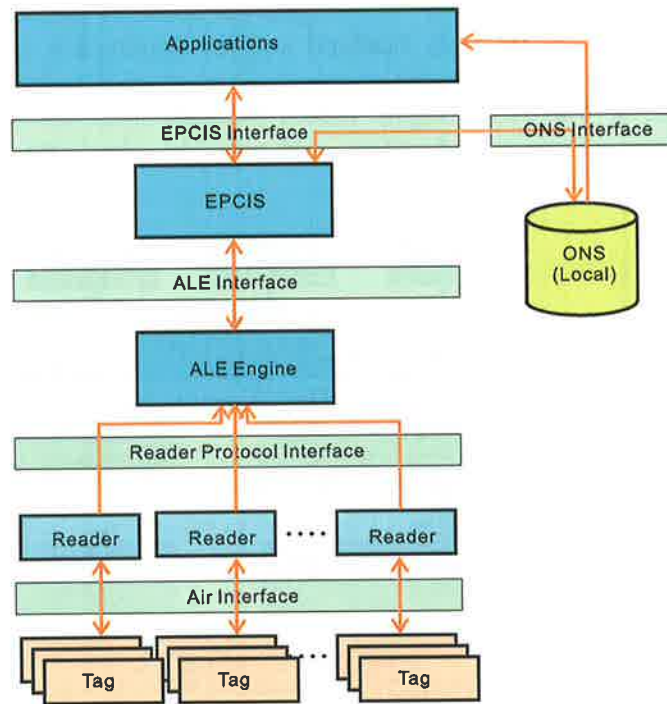 Applications
EPCIS Interface
ONS Interface
EPCIS
ONS
(Local)
ALE Interface
ALE Engine
Reader Protocol Interface
Reader
Reader
····
Reader
Air Interface
Tag
Tag
····
Tag